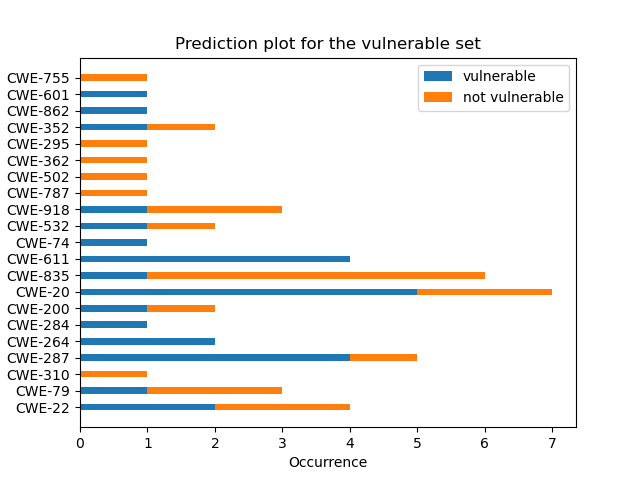 Prediction plot for the vulnerable set
vulnerable
not vulnerable
CWE-755
CWE-601
CWE-862
CWE-352
CWE-295
CWE-362
CWE-502
CWE-787
CWE-918
CWE-532
CWE-74
CWE-611
CWE-835
CWE-20
CWE-200
CWE-284
CWE-264
CWE-287
CWE-310
CWE-79
CWE-22
0 1 2 3 4 5 6 7
Occurrence